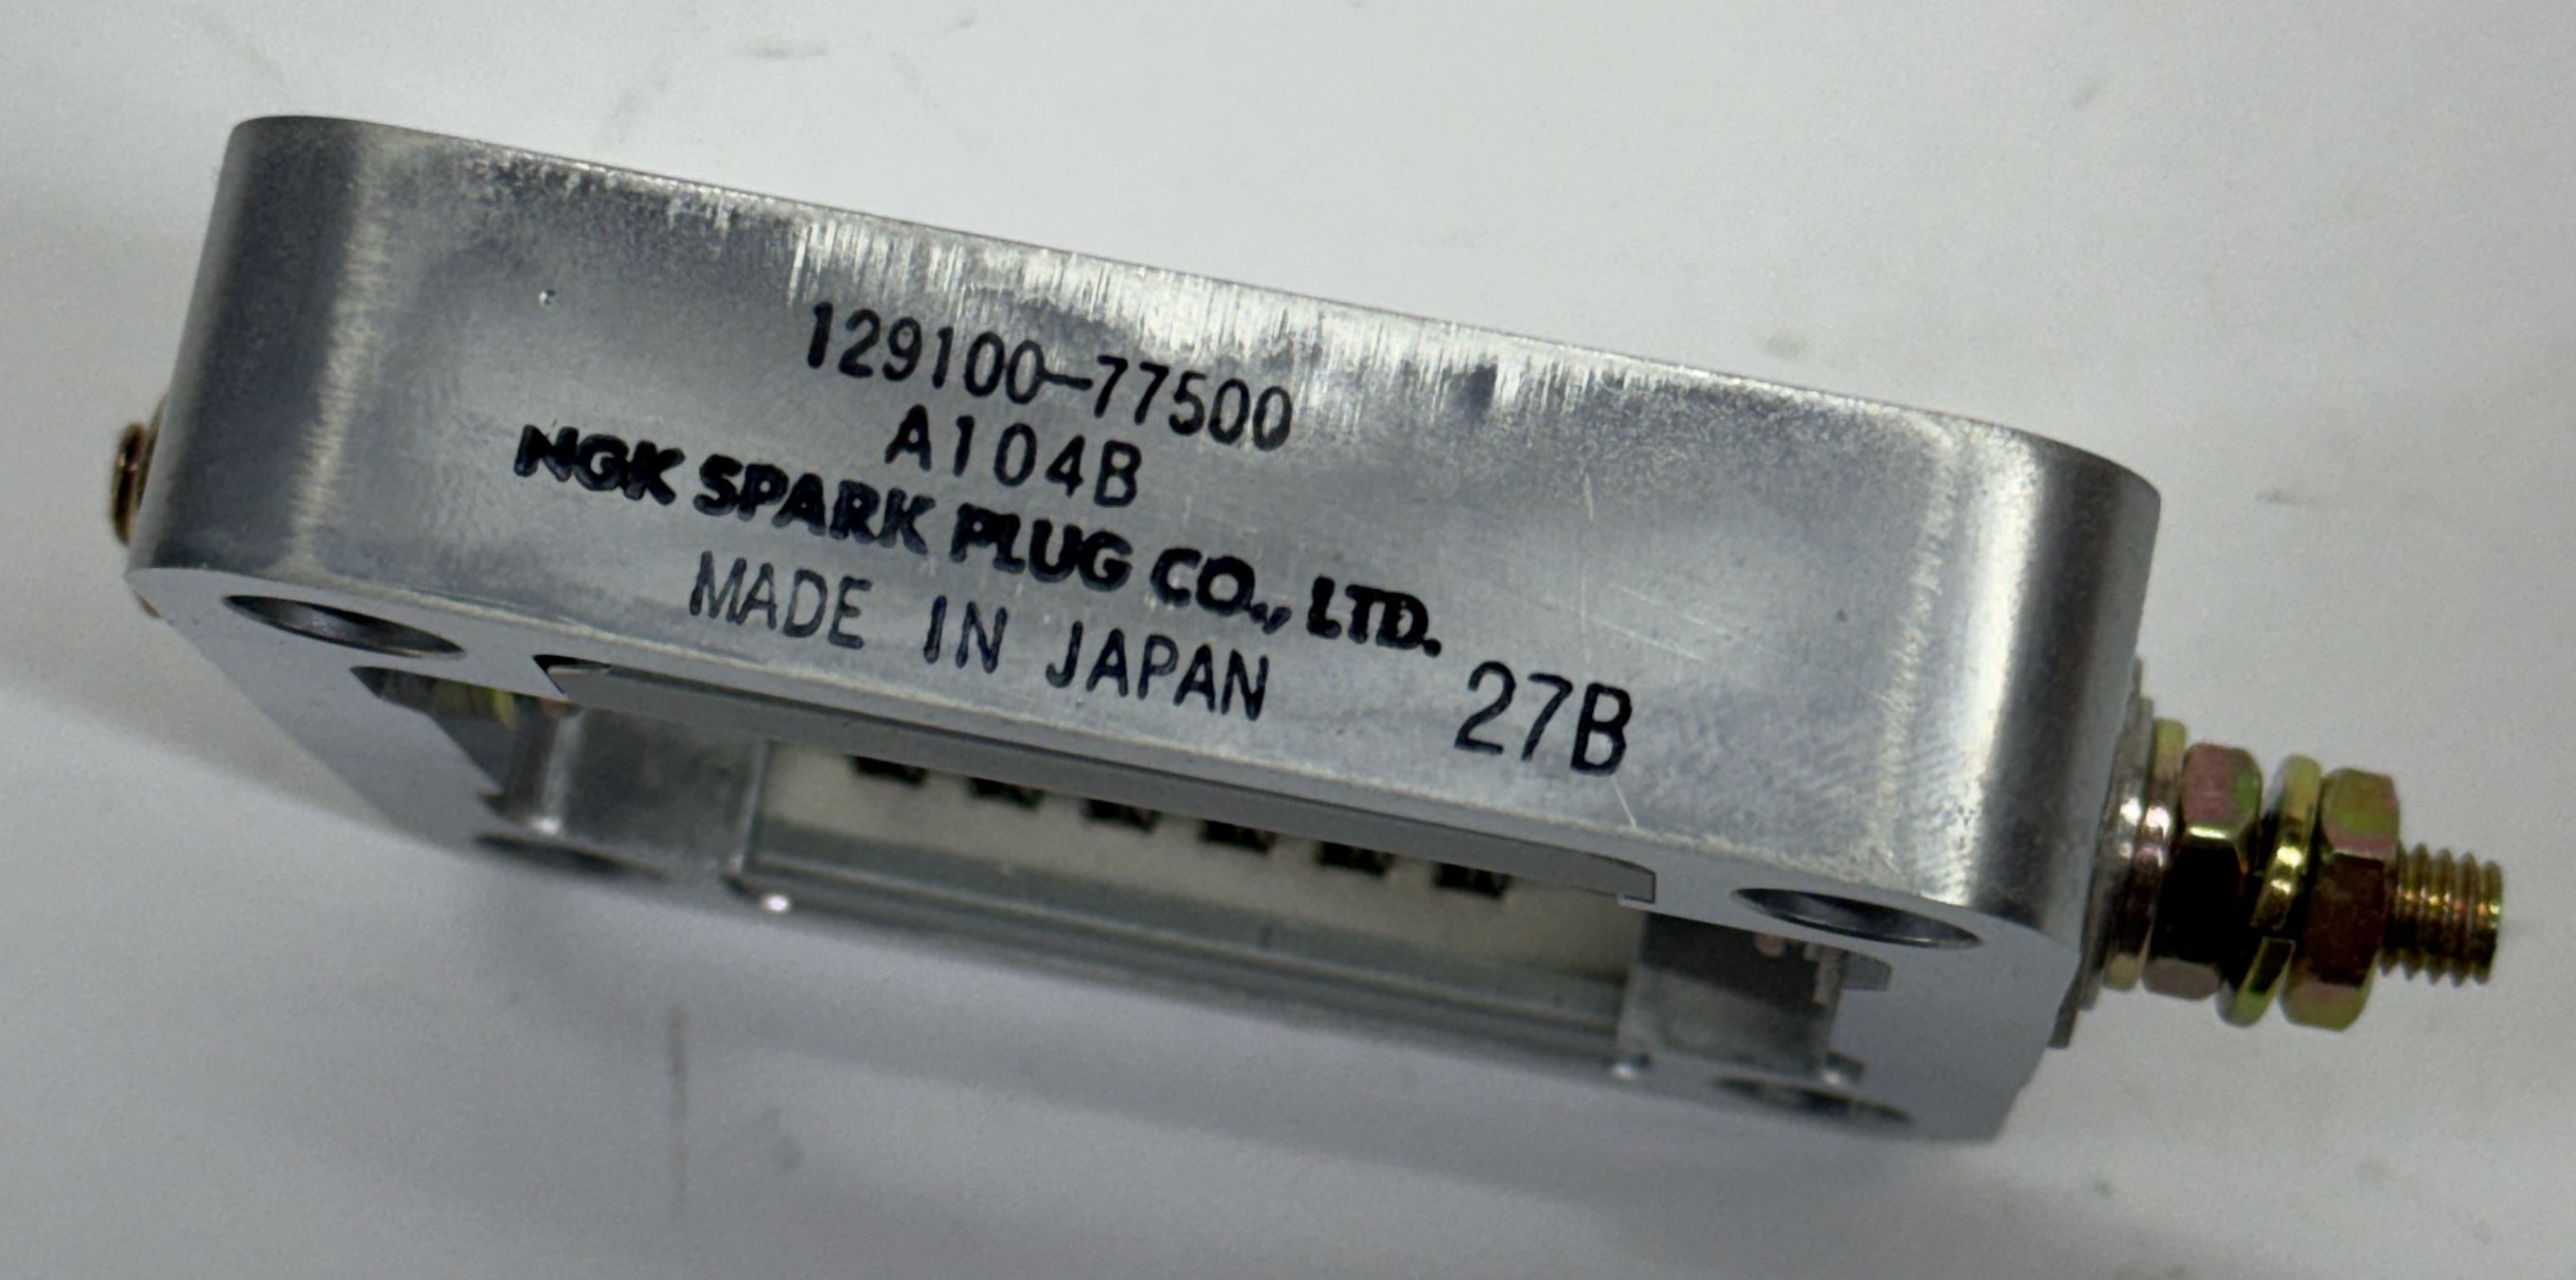 129100-77500
A104B
NGK SPARK PLUG CO., LTD.
MADE IN JAPAN
27B